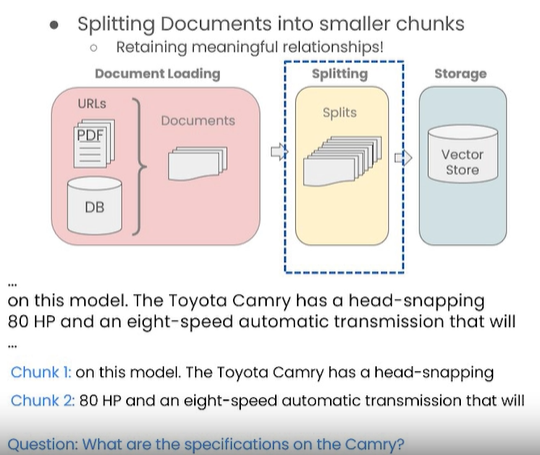 ● Splitting Documents into smaller chunks
○ Retaining meaningful relationships!
Document Loading
Splitting
Storage
URLs
PDF
DB
Documents
Splits
Vector
Store
...
on this model. The Toyota Camry has a head-snapping
80 HP and an eight-speed automatic transmission that will
...
Chunk 1: on this model. The Toyota Camry has a head-snapping
Chunk 2: 80 HP and an eight-speed automatic transmission that will
Question: What are the specifications on the Camry?